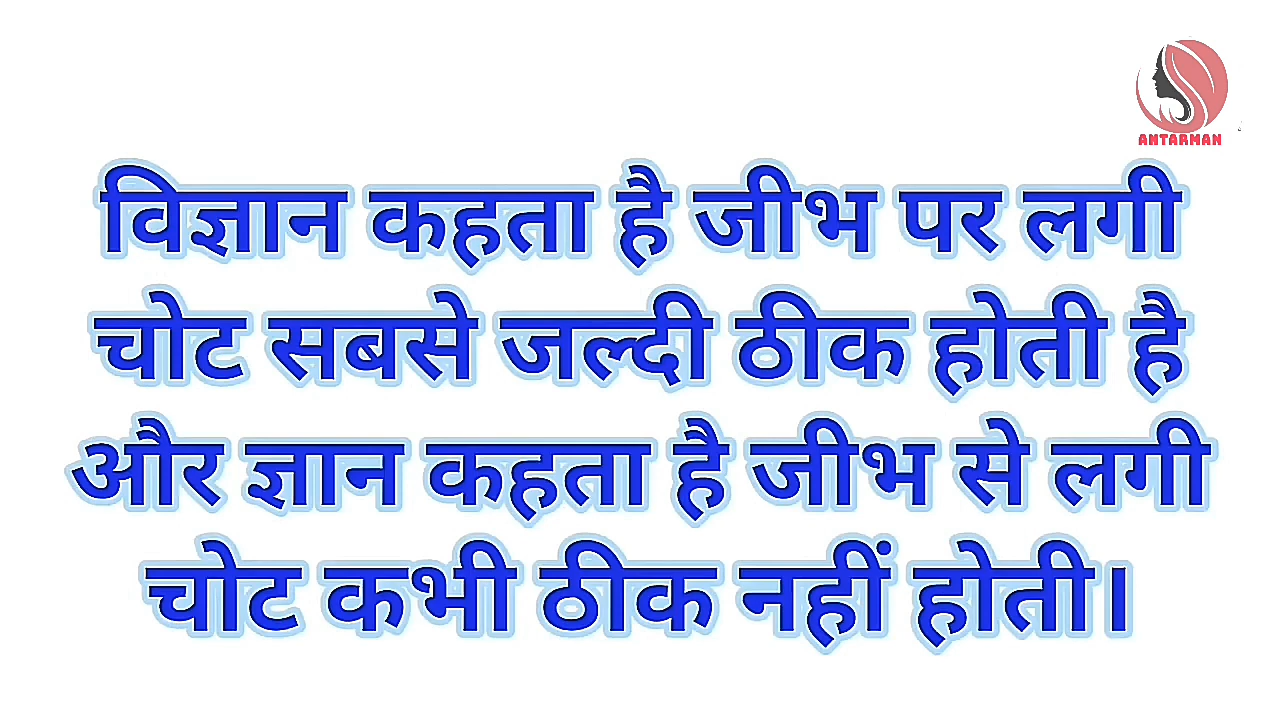 ANTARMAN
विज्ञान कहता है जीभ पर लगी
चोट सबसे जल्दी ठीक होती है
और ज्ञान कहता है जीभ से लगी
चोट कभी ठीक नहीं होती।